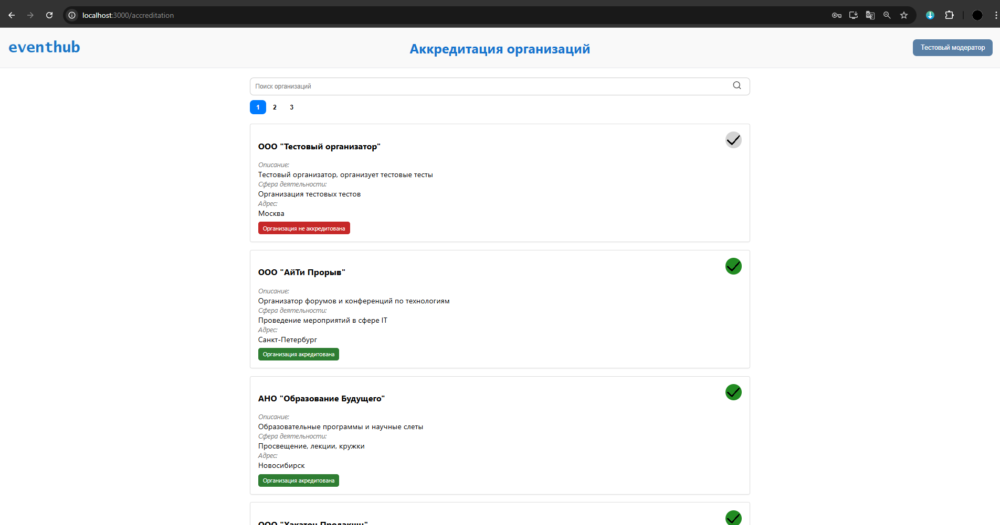 localhost:3000/accreditation
eventhub
Аккредитация организаций
Тестовый модератор
Поиск организаций
1 2 3
ООО "Тестовый организатор"
Описание:
Тестовый организатор, организует тестовые тесты
Сфера деятельности:
Организация тестовых тестов
Адрес:
Москва
Организация не аккредитована
ООО "АйТи Прорыв"
Описание:
Организатор форумов и конференций по технологиям
Сфера деятельности:
Проведение мероприятий в сфере IT
Адрес:
Санкт-Петербург
Организация акредитована
АНО "Образование Будущего"
Описание:
Образовательные программы и научные слеты
Сфера деятельности:
Просвещение, лекции, кружки
Адрес:
Новосибирск
Организация акредитована
ООО "Хакатон Продакшн"